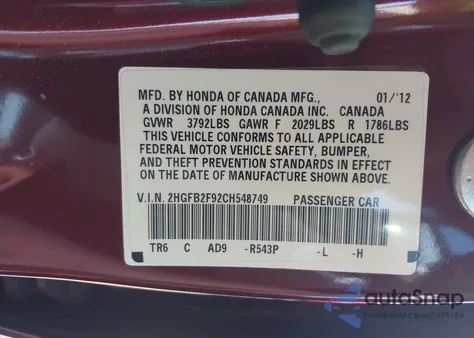 MFD. BY HONDA OF CANADA MFG., 01/'12
A DIVISION OF HONDA CANADA INC. CANADA
GVWR 3792LBS GAWR F 2029LBS R 1786LBS
THIS VEHICLE CONFORMS TO ALL APPLICABLE
FEDERAL MOTOR VEHICLE SAFETY, BUMPER,
AND THEFT PREVENTION STANDARDS IN EFFECT
ON THE DATE OF MANUFACTURE SHOWN ABOVE.
V.I.N. 2HGFB2F92CH548749 PASSENGER CAR
TR6 C AD9 -R543P -L -H
autoSnap